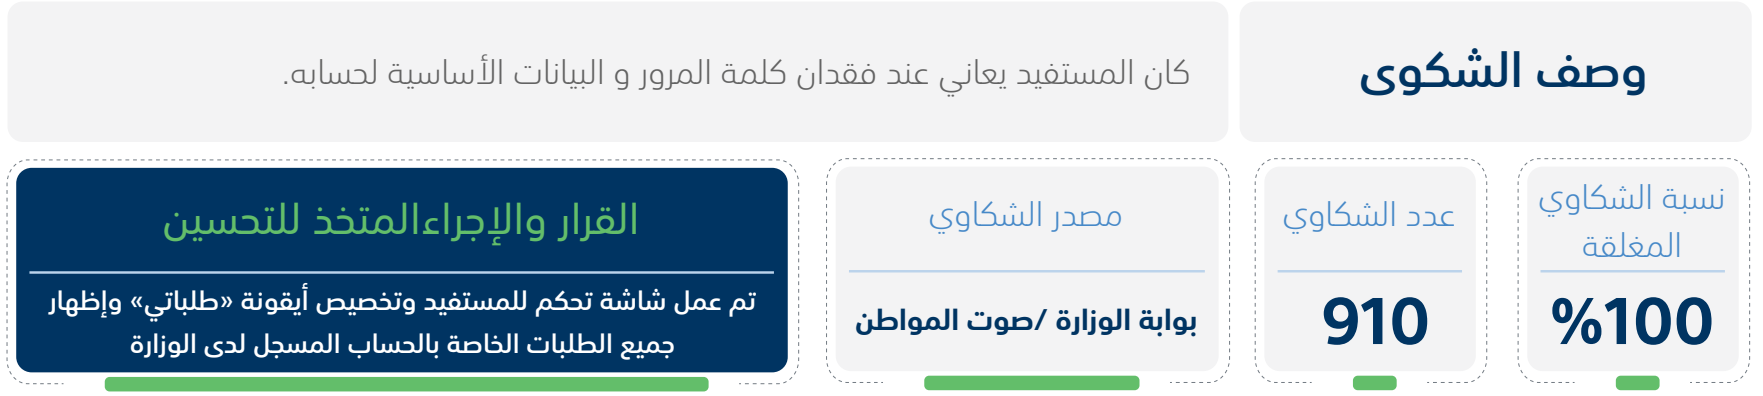 وصف الشكوى
كان المستفيد يعاني عند فقدان كلمة المرور و البيانات الأساسية لحسابه.
نسبة الشكاوي
المغلقة
%100
عدد الشكاوي
910
مصدر الشكاوي
بوابة الوزارة /صوت المواطن
القرار والإجراءالمتخذ للتحسين
تم عمل شاشة تحكم للمستفيد وتخصيص أيقونة «طلباتي» وإظهار
جميع الطلبات الخاصة بالحساب المسجل لدى الوزارة